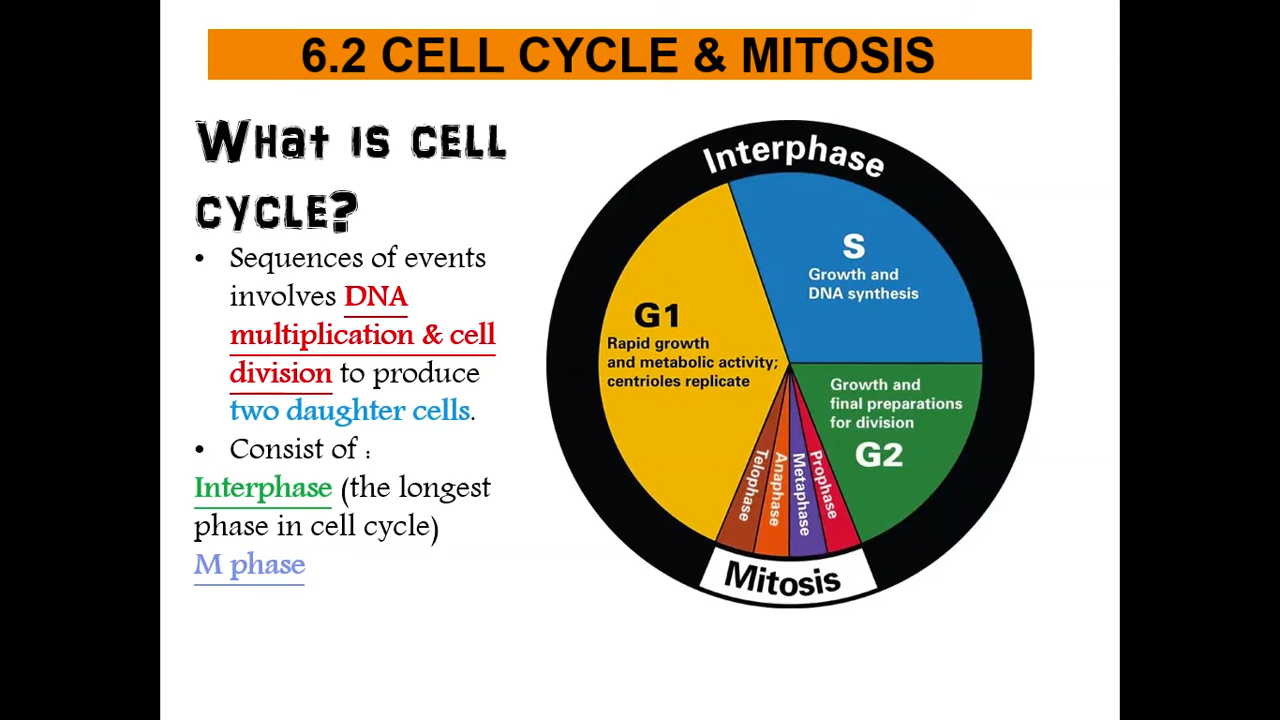 6.2 CELL CYCLE & MITOSIS
What is cell
cycle?
• Sequences of events
involves DNA
multiplication & cell
division to produce
two daughter cells.
• Consist of :
Interphase (the longest
phase in cell cycle)
M phase
Interphase
S
Growth and
DNA synthesis
G1
Rapid growth
and metabolic activity;
centrioles replicate
Growth and
final preparations
for division
G2
Telophase
Anaphase
Metaphase
Prophase
Mitosis